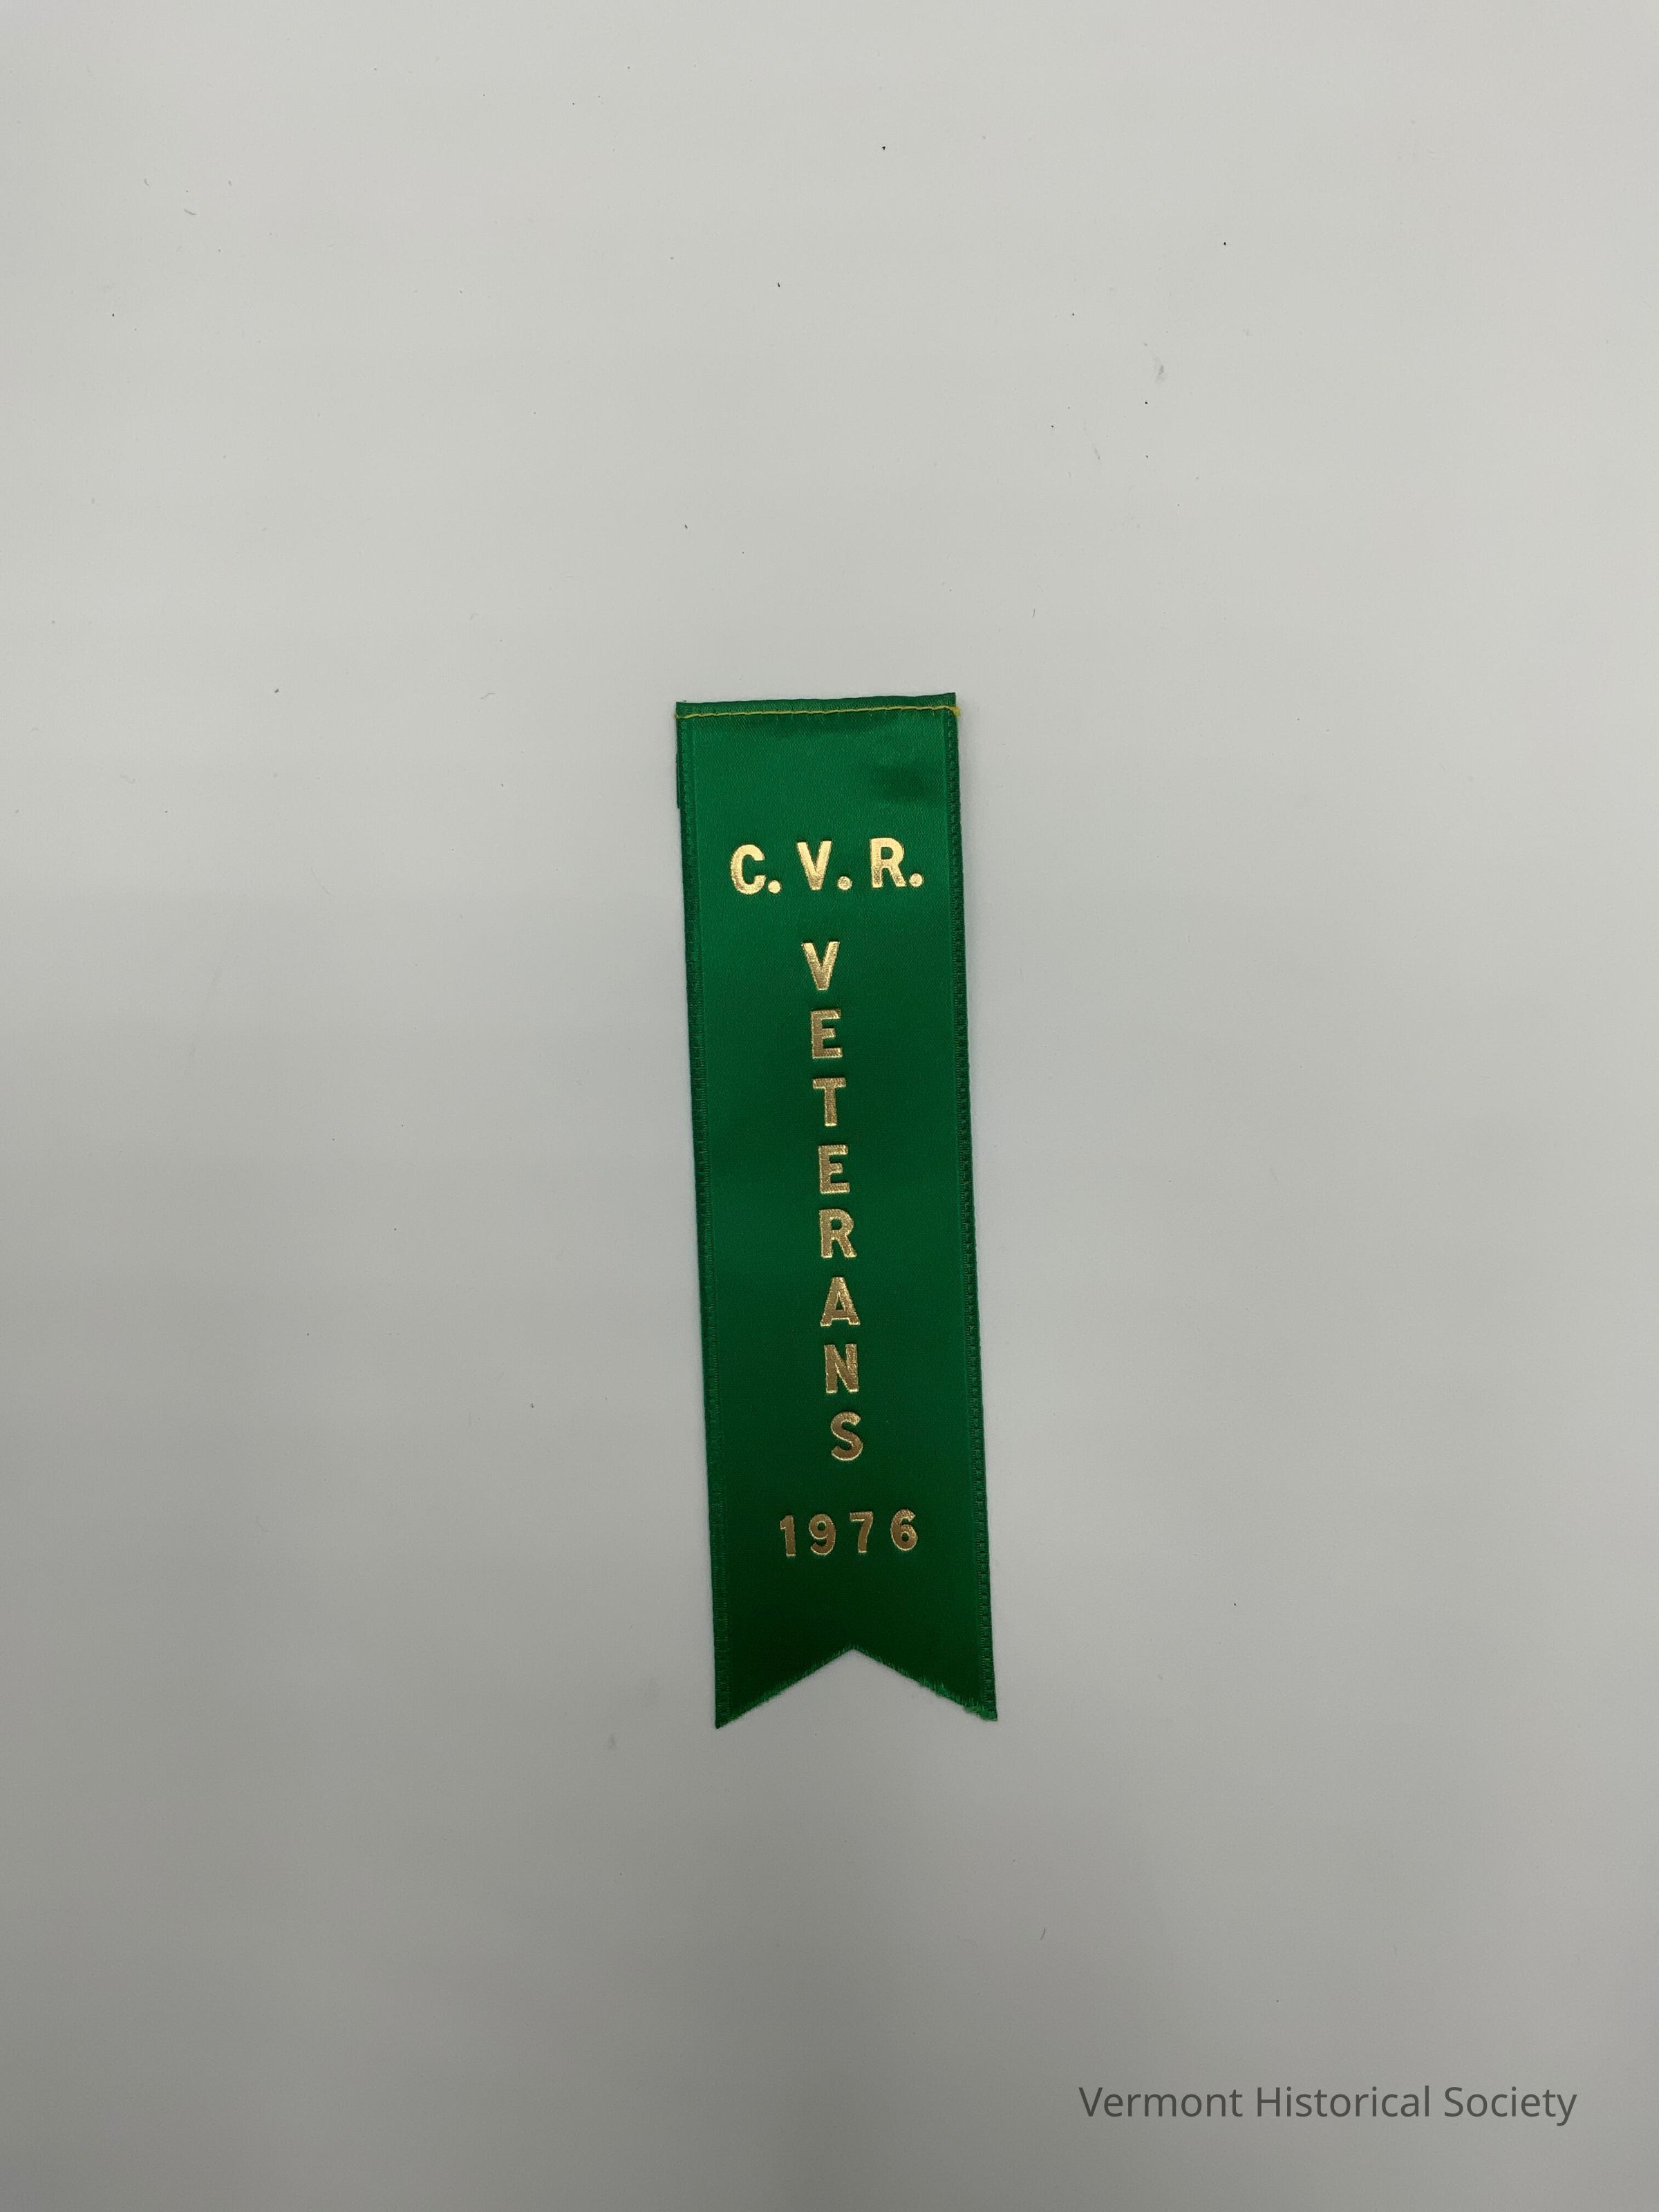 C. V. R.
VETERANS
1976
Vermont Historical Society